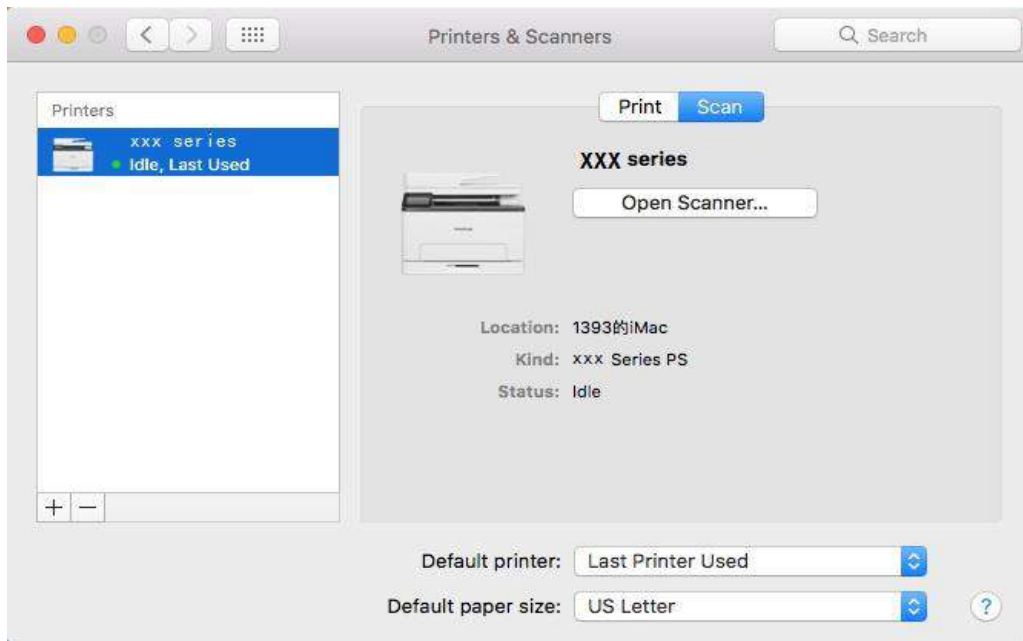 Printers & Scanners
Search
Printers
xxx series
Idle, Last Used
Print
Scan
XXX series
Open Scanner...
Location: 1393的iMac
Kind: xxx Series PS
Status: Idle
+ −
Default printer: Last Printer Used
Default paper size: US Letter
?